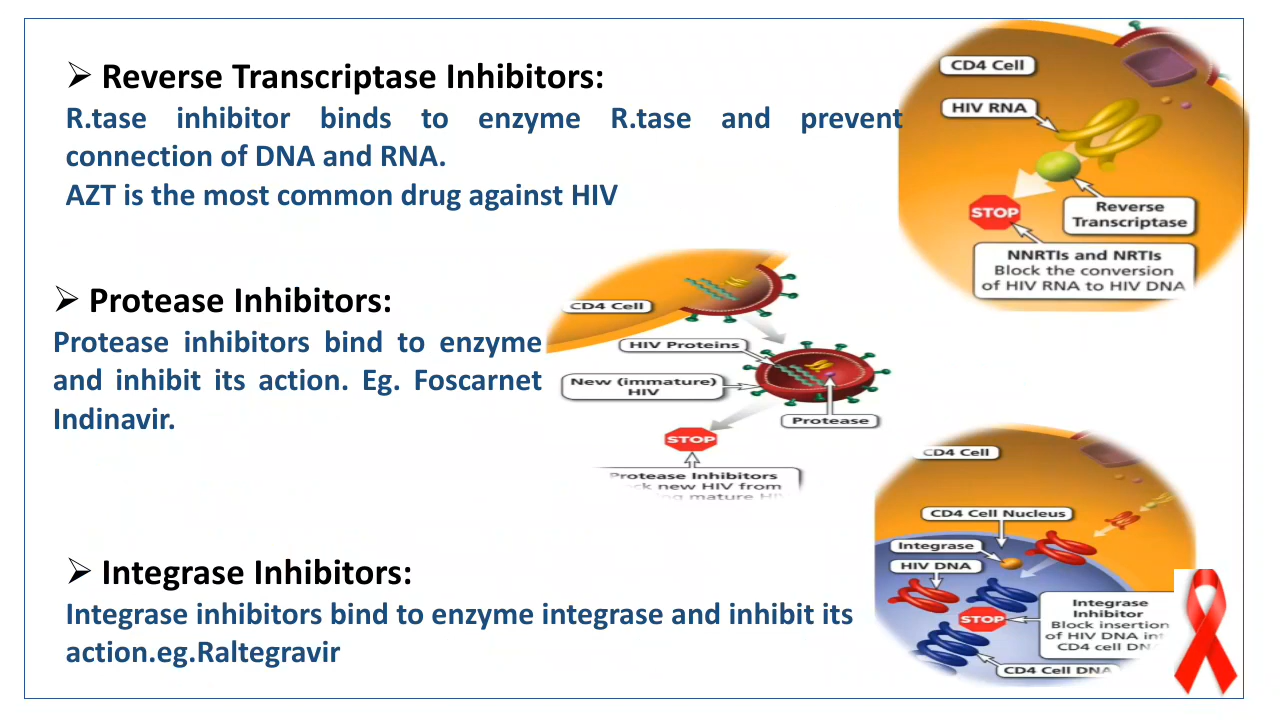 Reverse Transcriptase Inhibitors:
R.tase inhibitor binds to enzyme R.tase and prevent
connection of DNA and RNA.
AZT is the most common drug against HIV
CD4 Cell
HIV RNA
STOP
Reverse
Transcriptase
NNRTIs and NRTIs
Block the conversion
of HIV RNA to HIV DNA
Protease Inhibitors:
Protease inhibitors bind to enzyme
and inhibit its action. Eg. Foscarnet
Indinavir.
CD4 Cell
HIV Proteins
New (immature)
HIV
Protease
STOP
Protease Inhibitors
new HIV from
mature
Integrase Inhibitors:
Integrase inhibitors bind to enzyme integrase and inhibit its
action.eg.Raltegravir
CD4 Cell
CD4 Cell Nucleus
Integrase
HIV DNA
STOP
Integrase
Inhibitor
Block insertion
of HIV DNA
CD4 cell
CD4 Cell DNA